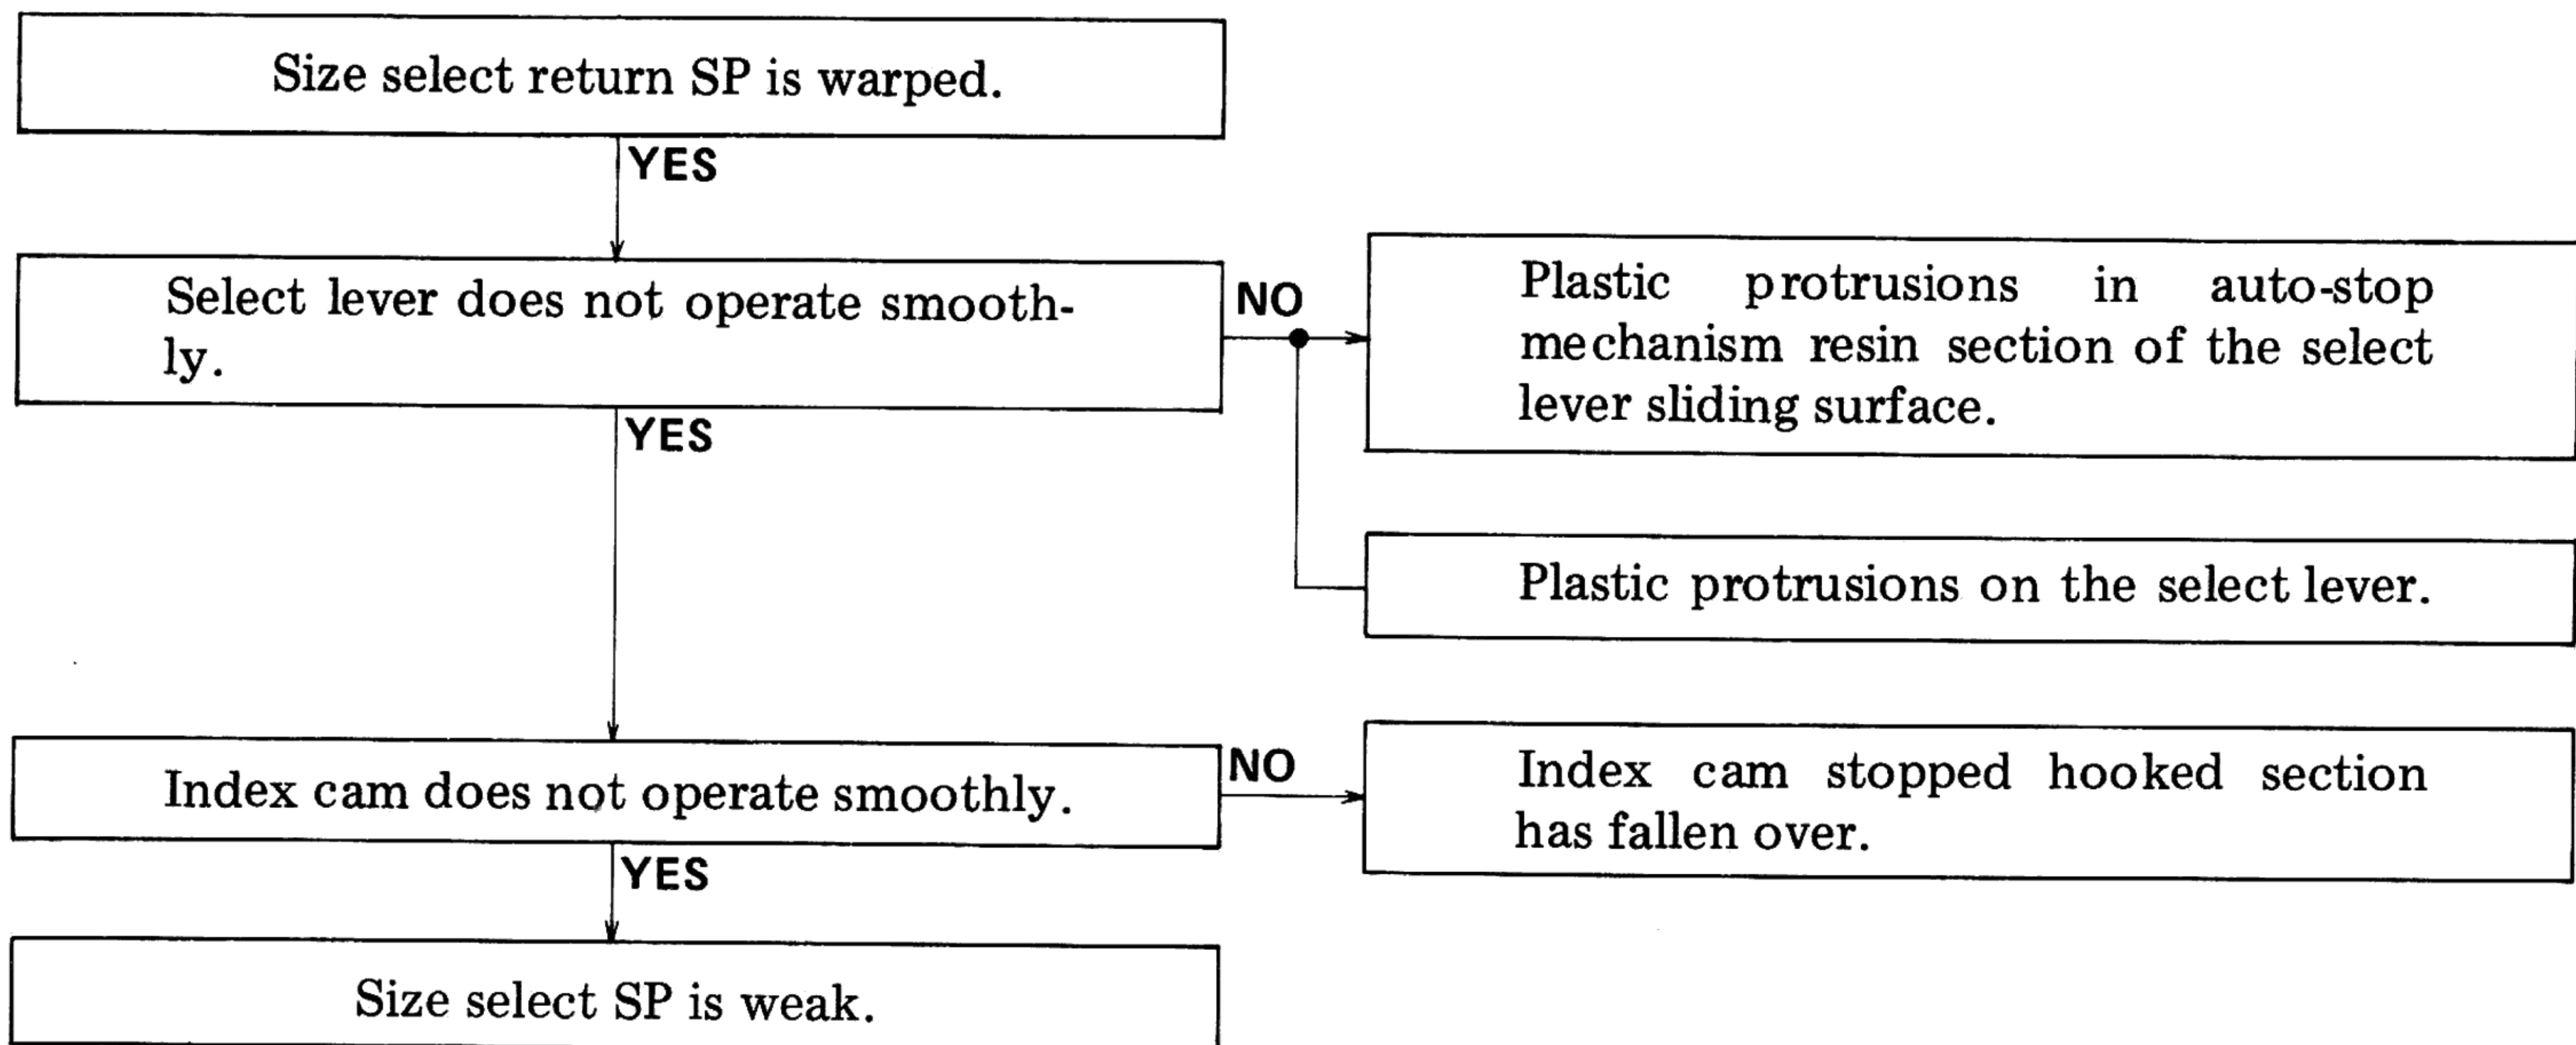 Size select return SP is warped.
YES
Select lever does not operate smooth-
ly.
NO
Plastic protrusions in auto-stop
mechanism resin section of the select
lever sliding surface.
YES
Plastic protrusions on the select lever.
Index cam does not operate smoothly.
NO
Index cam stopped hooked section
has fallen over.
YES
Size select SP is weak.